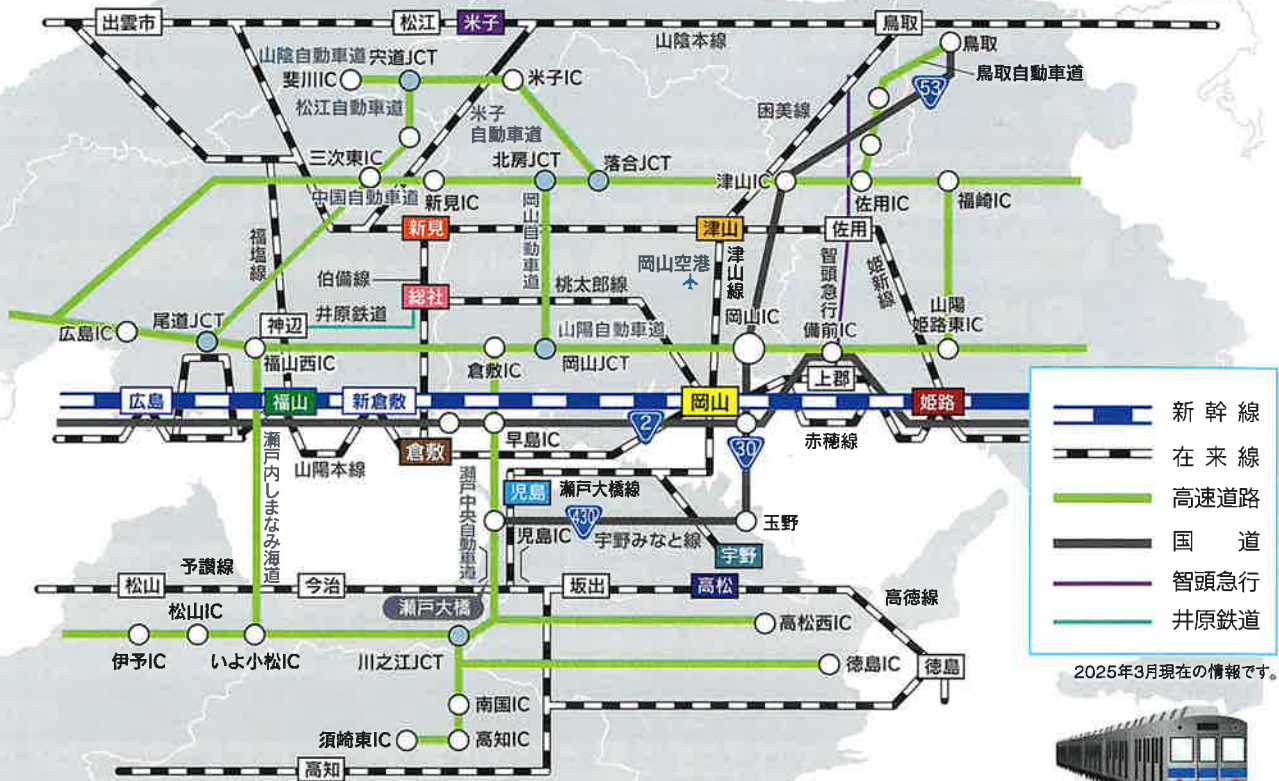 出雲市
松江
米子
鳥取
山陰本線
鳥取
鳥取自動車道
53
山陰自動車道
宍道JCT
斐川IC
米子IC
松江自動車道
米子
自動車道
因美線
三次東IC
北房JCT
落合JCT
津山IC
中国自動車道
新見IC
佐用IC
福崎IC
岡山自動車道
新見
津山
佐用
福塩線
伯備線
岡山空港
津山線
智頭急行
姫新線
総社
桃太郎線
井原鉄道
神辺
尾道JCT
広島IC
山陽自動車道
岡山IC
備前IC
山陽
姫路東IC
福山西IC
倉敷IC
岡山JCT
上郡
広島
福山
新倉敷
岡山
姫路
2
赤穂線
早島IC
倉敷
山陽本線
30
瀬戸内しまなみ海道
瀬戸中央自動車道
児島
瀬戸大橋線
430
玉野
児島IC
宇野みなと線
宇野
予讃線
松山
今治
坂出
高松
高徳線
瀬戸大橋
松山IC
高松西IC
伊予IC
いよ小松IC
川之江JCT
徳島IC
徳島
南国IC
須崎東IC
高知IC
高知
新幹線
在来線
高速道路
国道
智頭急行
井原鉄道
2025年3月現在の情報です。